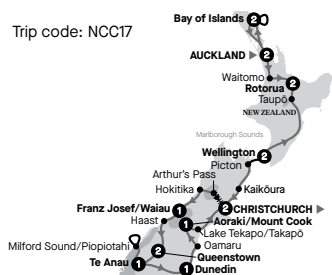 Trip code: NCC17
Bay of Islands 2
AUCKLAND 2
Waitomo
Rotorua 2
Taupō
NEW ZEALAND
Marlborough Sounds
Wellington 2
Picton
Arthur's Pass
Hokitika
Kaikōura
Franz Josef/Waiau 1
2 CHRISTCHURCH
1 Aoraki/Mount Cook
Haast
Lake Tekapo/Takapō
Milford Sound/Piopiotahi
Oamaru
2 Queenstown
Te Anau 1
1 Dunedin